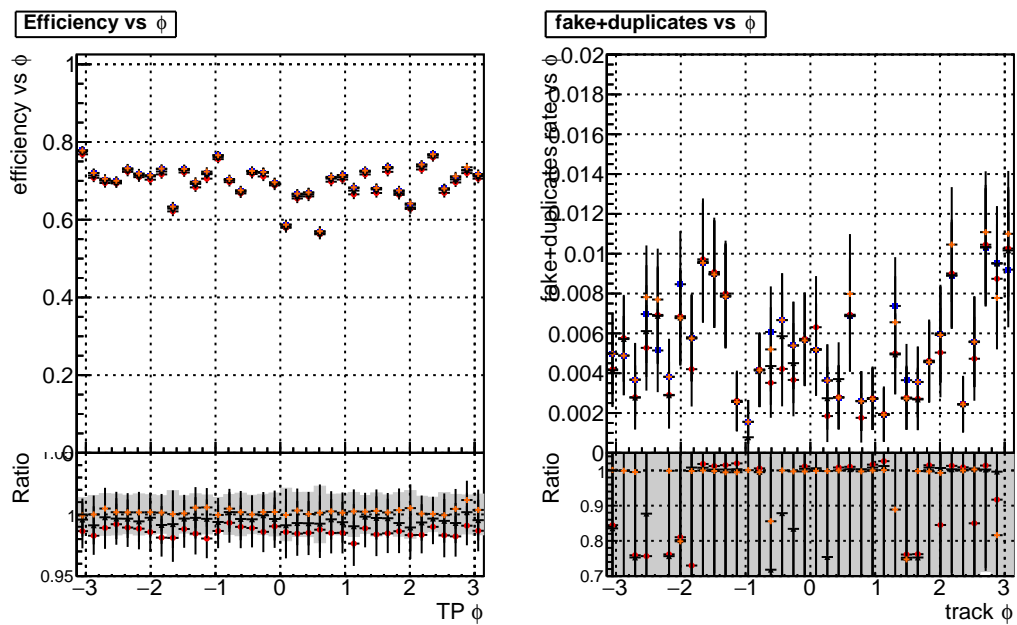 Efficiency vs ϕ
efficiency vs ϕ
1
0.8
0.6
0.4
0.2
0
Ratio
1.05
1
0.95
−3 −2 −1 0 1 2 3
TP ϕ
fake+duplicates vs ϕ
fake+duplicates rate vs ϕ
0.02
0.018
0.016
0.014
0.012
0.01
0.008
0.006
0.004
0.002
0
Ratio
1
0.9
0.8
0.7
−3 −2 −1 0 1 2 3
track ϕ